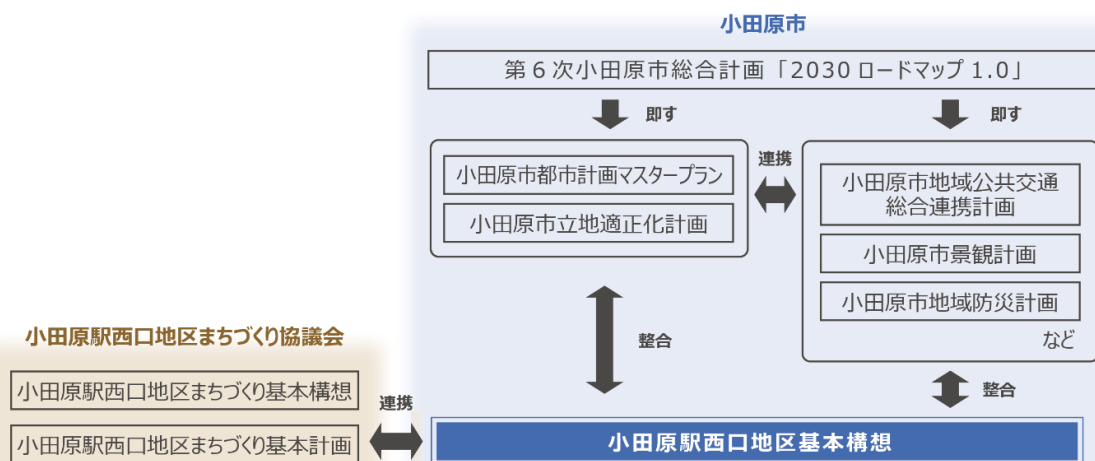 小田原市
第6次小田原市総合計画「2030ロードマップ1.0」
即す
即す
小田原市都市計画マスタープラン
小田原市立地適正化計画
連携
小田原市地域公共交通
総合連携計画
小田原市景観計画
小田原市地域防災計画
など
整合
整合
小田原駅西口地区まちづくり協議会
小田原駅西口地区まちづくり基本構想
小田原駅西口地区まちづくり基本計画
連携
小田原駅西口地区基本構想